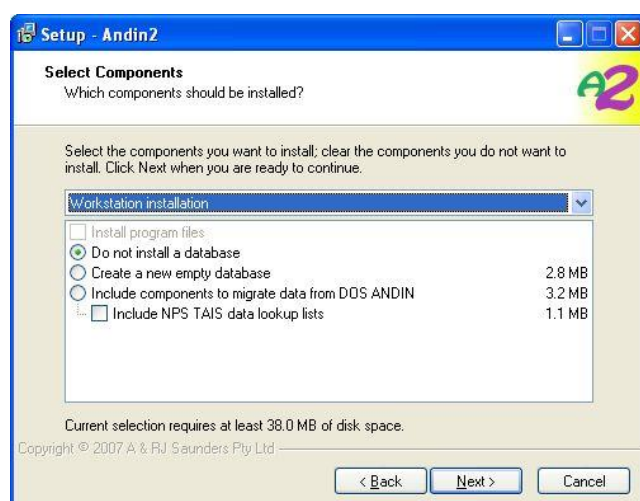 Setup - Andin2
Select Components
Which components should be installed?
A2
Select the components you want to install; clear the components you do not want to
install. Click Next when you are ready to continue.
Workstation installation
Install program files
Do not install a database
Create a new empty database 2.8 MB
Include components to migrate data from DOS ANDIN 3.2 MB
Include NPS TAIS data lookup lists 1.1 MB
Current selection requires at least 38.0 MB of disk space.
Copyright © 2007 A & RJ Saunders Pty Ltd
< Back Next > Cancel